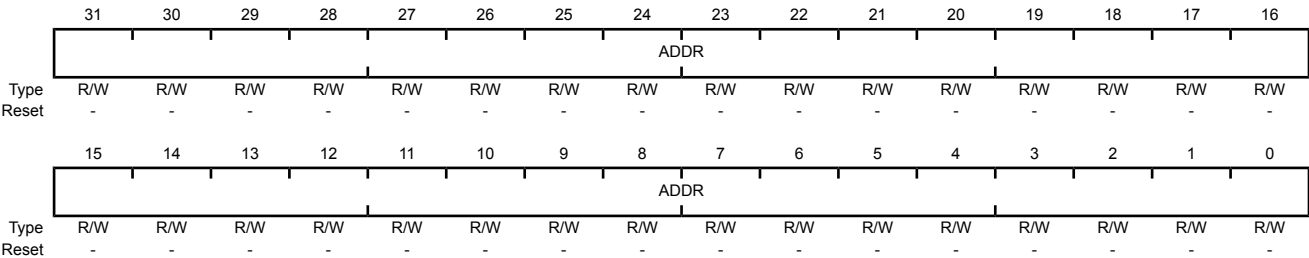 31 30 29 28 27 26 25 24 23 22 21 20 19 18 17 16
ADDR
Type R/W R/W R/W R/W R/W R/W R/W R/W R/W R/W R/W R/W R/W R/W R/W R/W
Reset - - - - - - - - - - - - - - - -
15 14 13 12 11 10 9 8 7 6 5 4 3 2 1 0
ADDR
Type R/W R/W R/W R/W R/W R/W R/W R/W R/W R/W R/W R/W R/W R/W R/W R/W
Reset - - - - - - - - - - - - - - - -